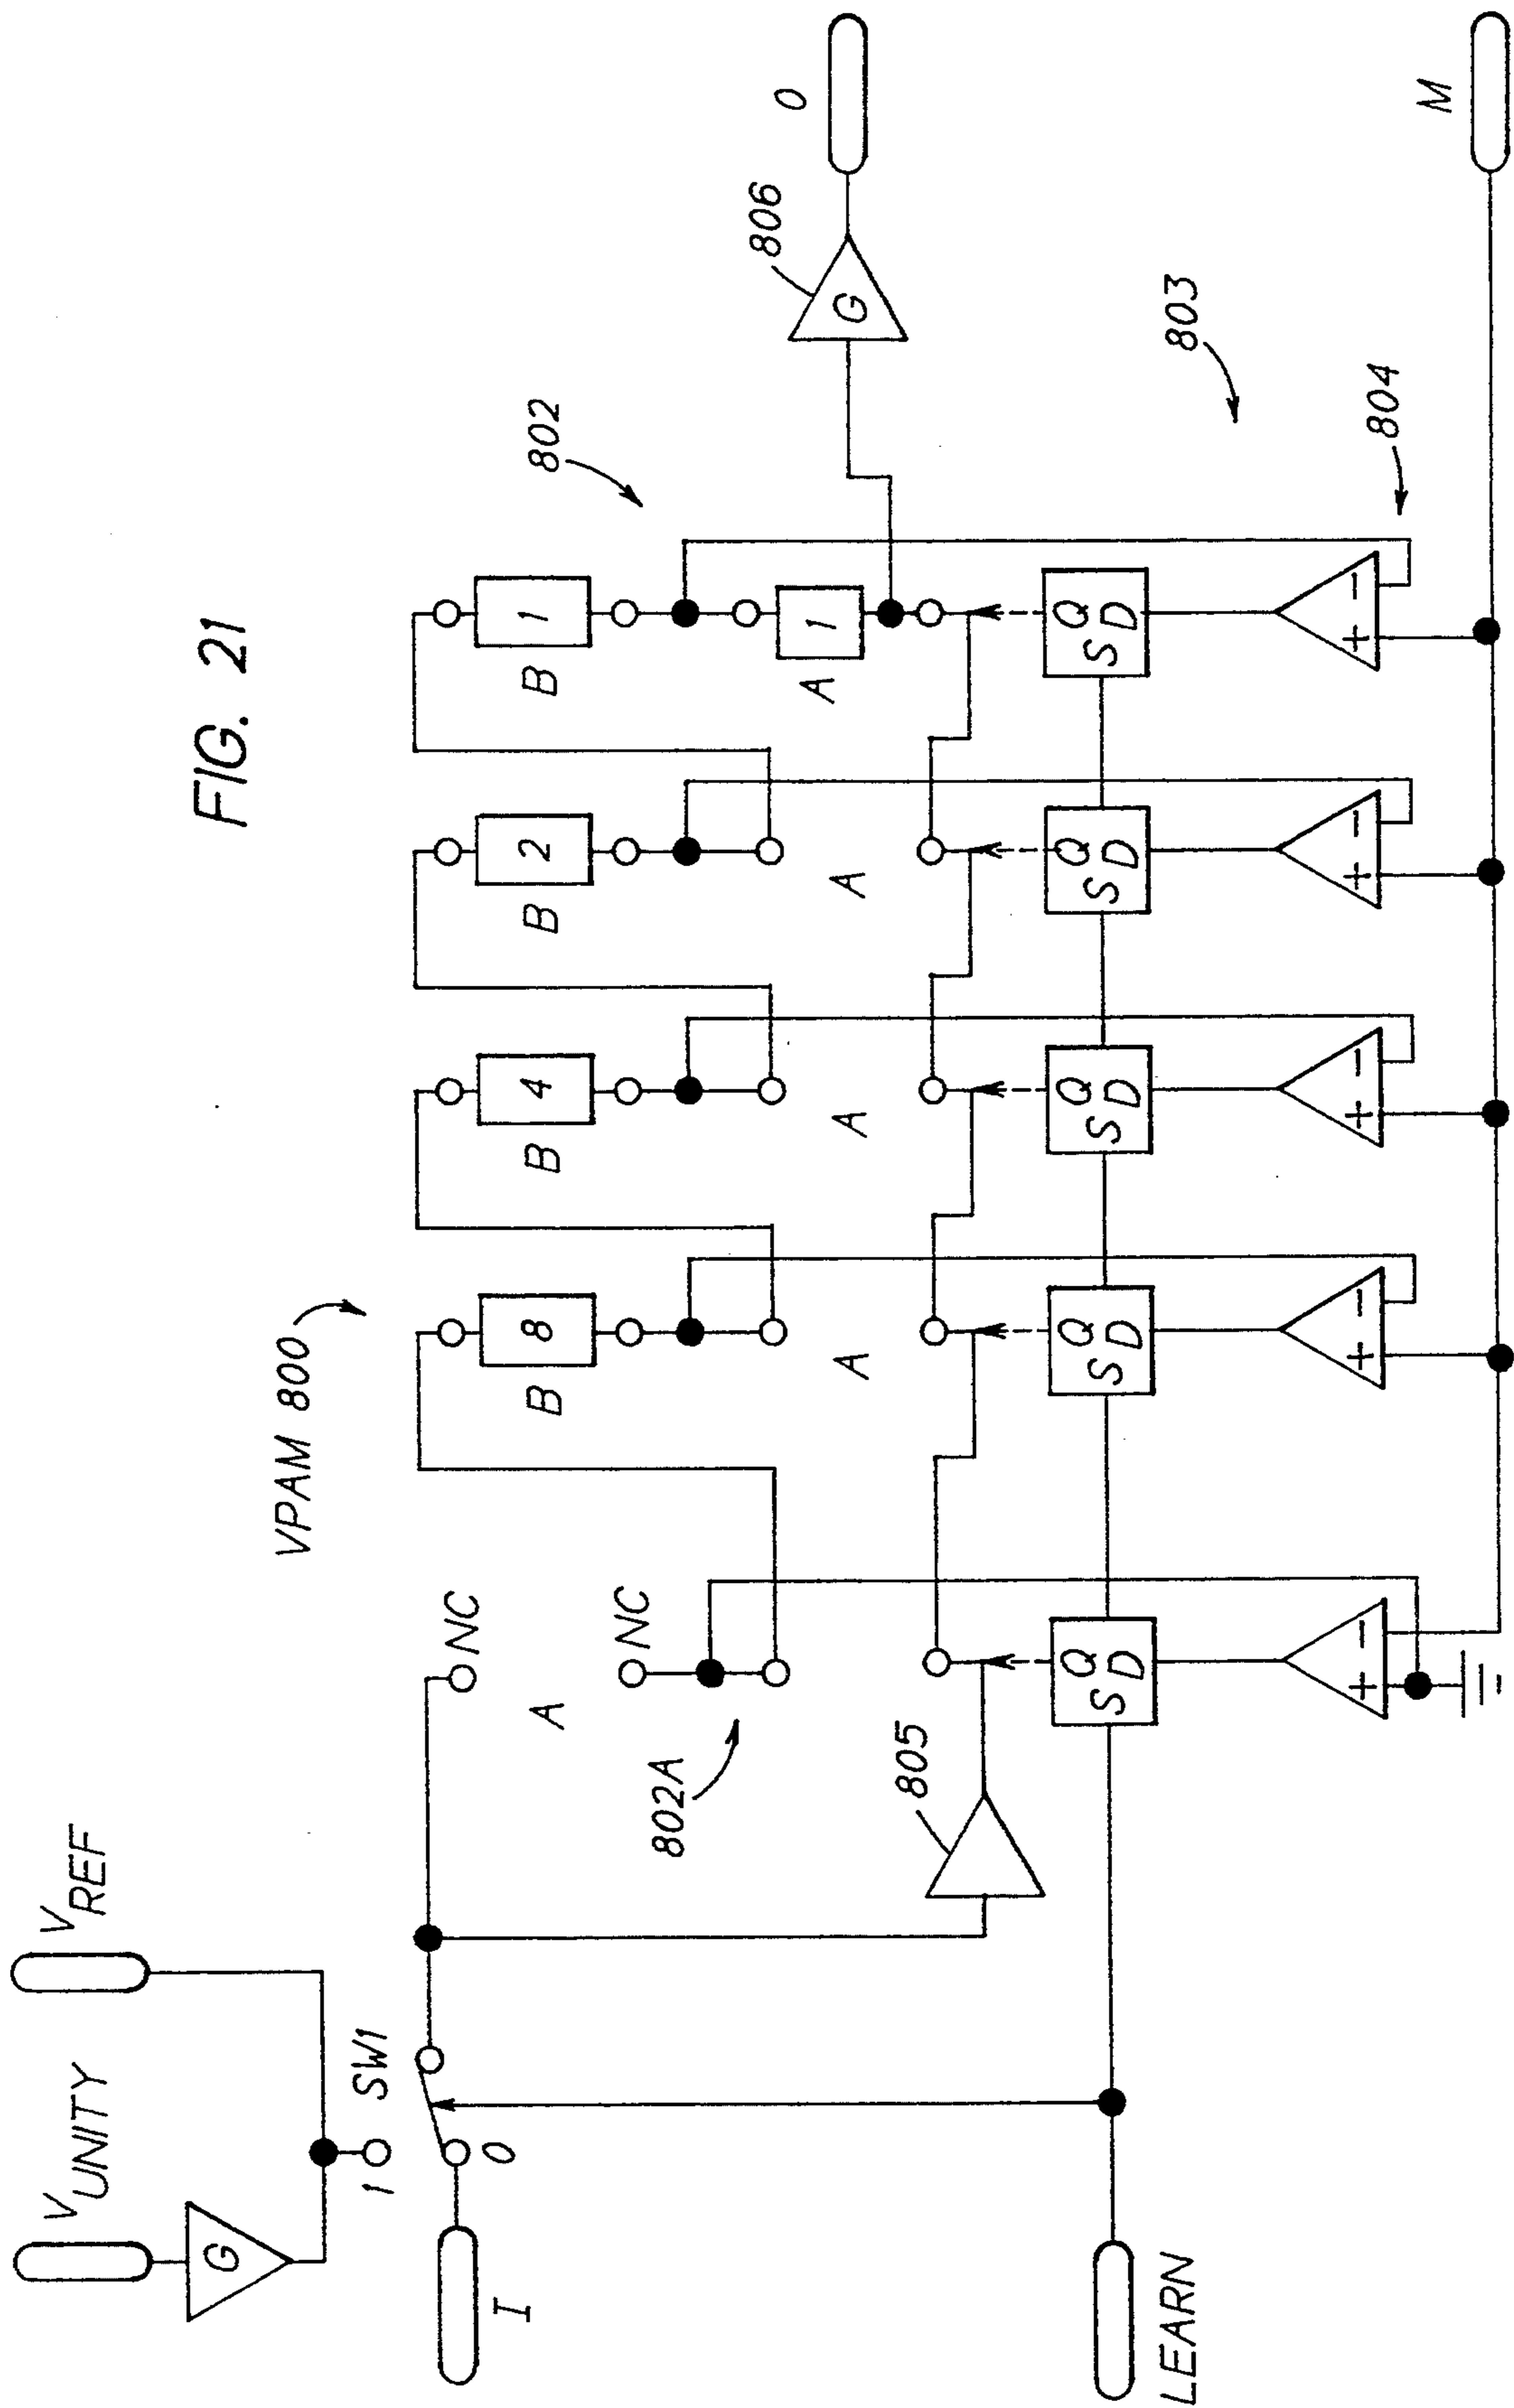 FIG. 21
VPAM 800
V UNITY
V REF
G
1
SW1
0
I
LEARN
NC
A
NC
802A
805
B
8
A
B
4
A
B
2
A
B
1
A
1
802
S Q D
S Q D
S Q D
S Q D
S Q D
+ −
+ −
+ −
+ −
+ −
803
804
G
806
O
M